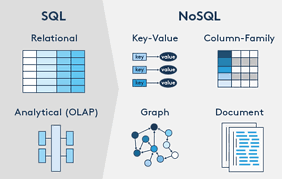 SQL
NoSQL
Relational
Key-Value
Column-Family
key value
key value
key value
Analytical (OLAP)
Graph
Document